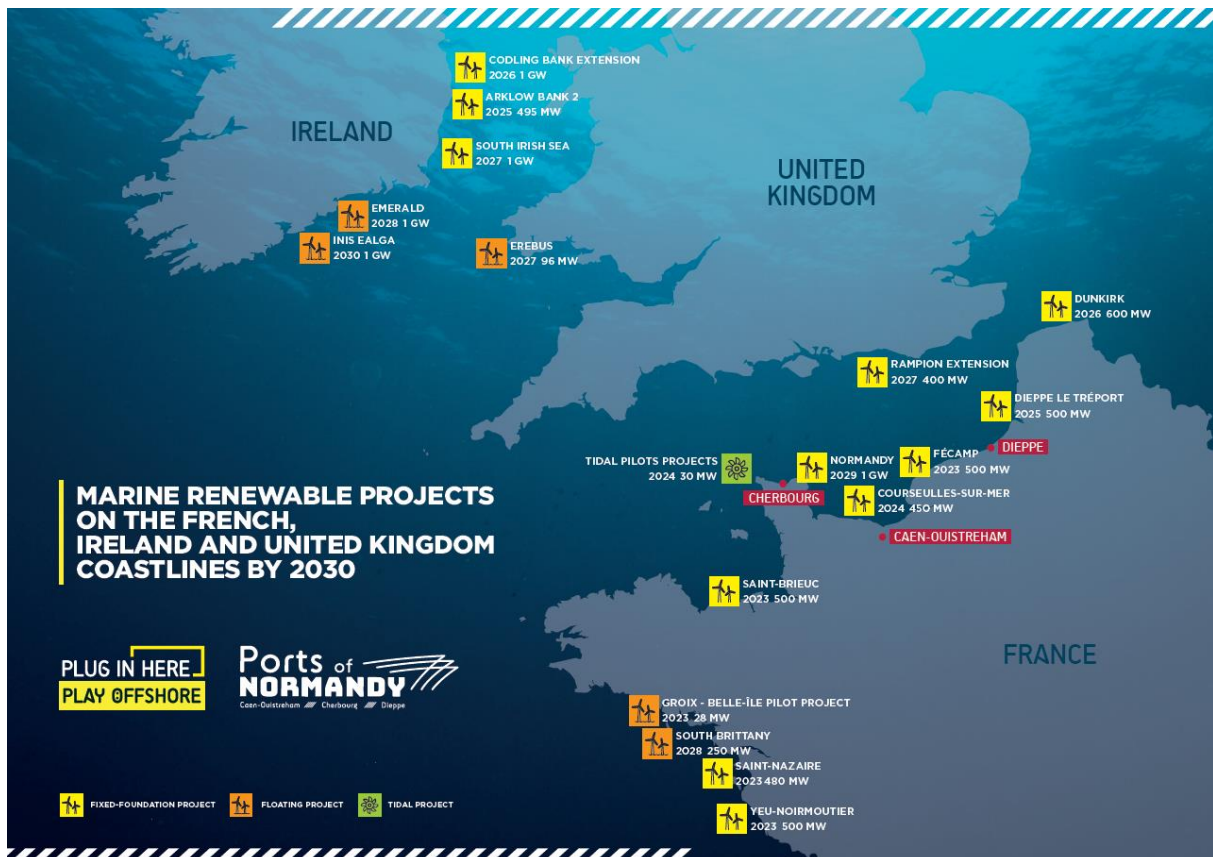 CODLING BANK EXTENSION
2026 1 GW
ARKLOW BANK 2
2025 495 MW
IRELAND
SOUTH IRISH SEA
2027 1 GW
UNITED
KINGDOM
EMERALD
2028 1 GW
INIS EALGA
2030 1 GW
EREBUS
2027 96 MW
DUNKIRK
2026 600 MW
RAMPION EXTENSION
2027 400 MW
DIEPPE LE TRÉPORT
2025 500 MW
DIEPPE
TIDAL PILOTS PROJECTS
2024 30 MW
NORMANDY
2029 1 GW
FÉCAMP
2023 500 MW
CHERBOURG
COURSEULLES-SUR-MER
2024 450 MW
CAEN-OUISTREHAM
MARINE RENEWABLE PROJECTS
ON THE FRENCH,
IRELAND AND UNITED KINGDOM
COASTLINES BY 2030
SAINT-BRIEUC
2023 500 MW
FRANCE
PLUG IN HERE
PLAY OFFSHORE
Ports of
NORMANDY
Caen-Ouistreham Cherbourg Dieppe
GROIX - BELLE-ÎLE PILOT PROJECT
2023 28 MW
SOUTH BRITTANY
2028 250 MW
SAINT-NAZAIRE
2023 480 MW
YEU-NOIRMOUTIER
2023 500 MW
FIXED-FOUNDATION PROJECT
FLOATING PROJECT
TIDAL PROJECT